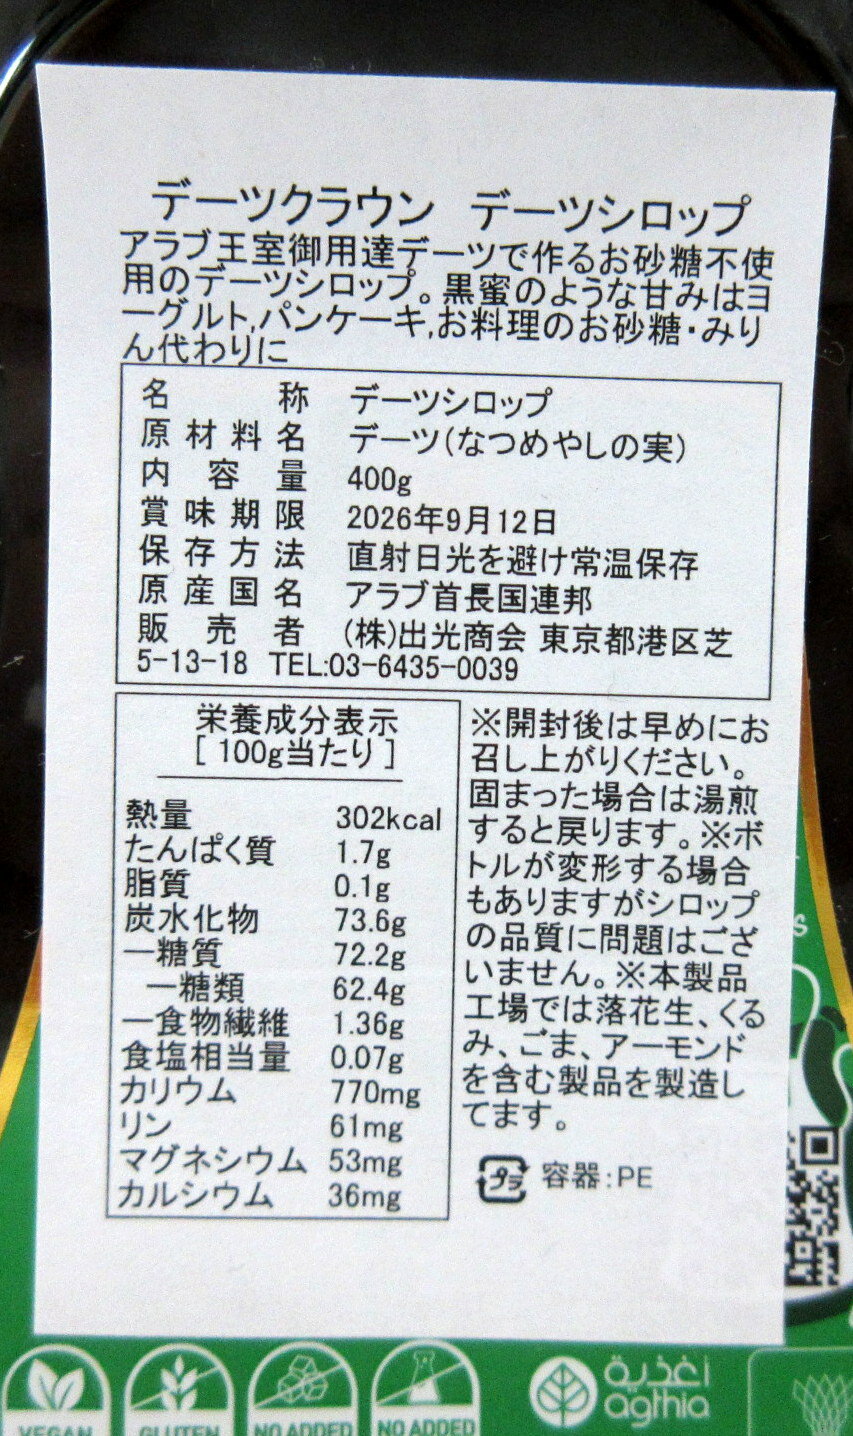 デーツクラウン デーツシロップ
アラブ王室御用達デーツで作るお砂糖不使
用のデーツシロップ。黒蜜のような甘みはヨ
ーグルト,パンケーキ,お料理のお砂糖・みり
ん代わりに
名称 デーツシロップ
原材料名 デーツ(なつめやしの実)
内容量 400g
賞味期限 2026年9月12日
保存方法 直射日光を避け常温保存
原産国名 アラブ首長国連邦
販売者 (株)出光商会 東京都港区芝
5-13-18 TEL:03-6435-0039
栄養成分表示
[100g当たり]
熱量 302kcal
たんぱく質 1.7g
脂質 0.1g
炭水化物 73.6g
ー糖質 72.2g
ー糖類 62.4g
ー食物繊維 1.36g
食塩相当量 0.07g
カリウム 770mg
リン 61mg
マグネシウム 53mg
カルシウム 36mg
※開封後は早めにお
召し上がりください。
固まった場合は湯煎
すると戻ります。※ボ
トルが変形する場合
もありますがシロップ
の品質に問題はござ
いません。※本製品
工場では落花生、くる
み、ごま、アーモンド
を含む製品を製造し
てます。
プラ 容器:PE
VEGAN
GLUTEN
NO ADDED
NO ADDED
أغذية
agthia